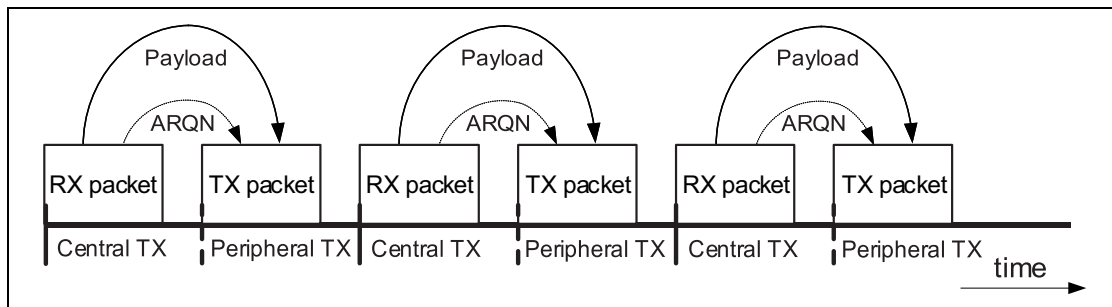 Payload Payload Payload
ARQN ARQN ARQN
RX packet TX packet RX packet TX packet RX packet TX packet
Central TX Peripheral TX Central TX Peripheral TX Central TX Peripheral TX
time